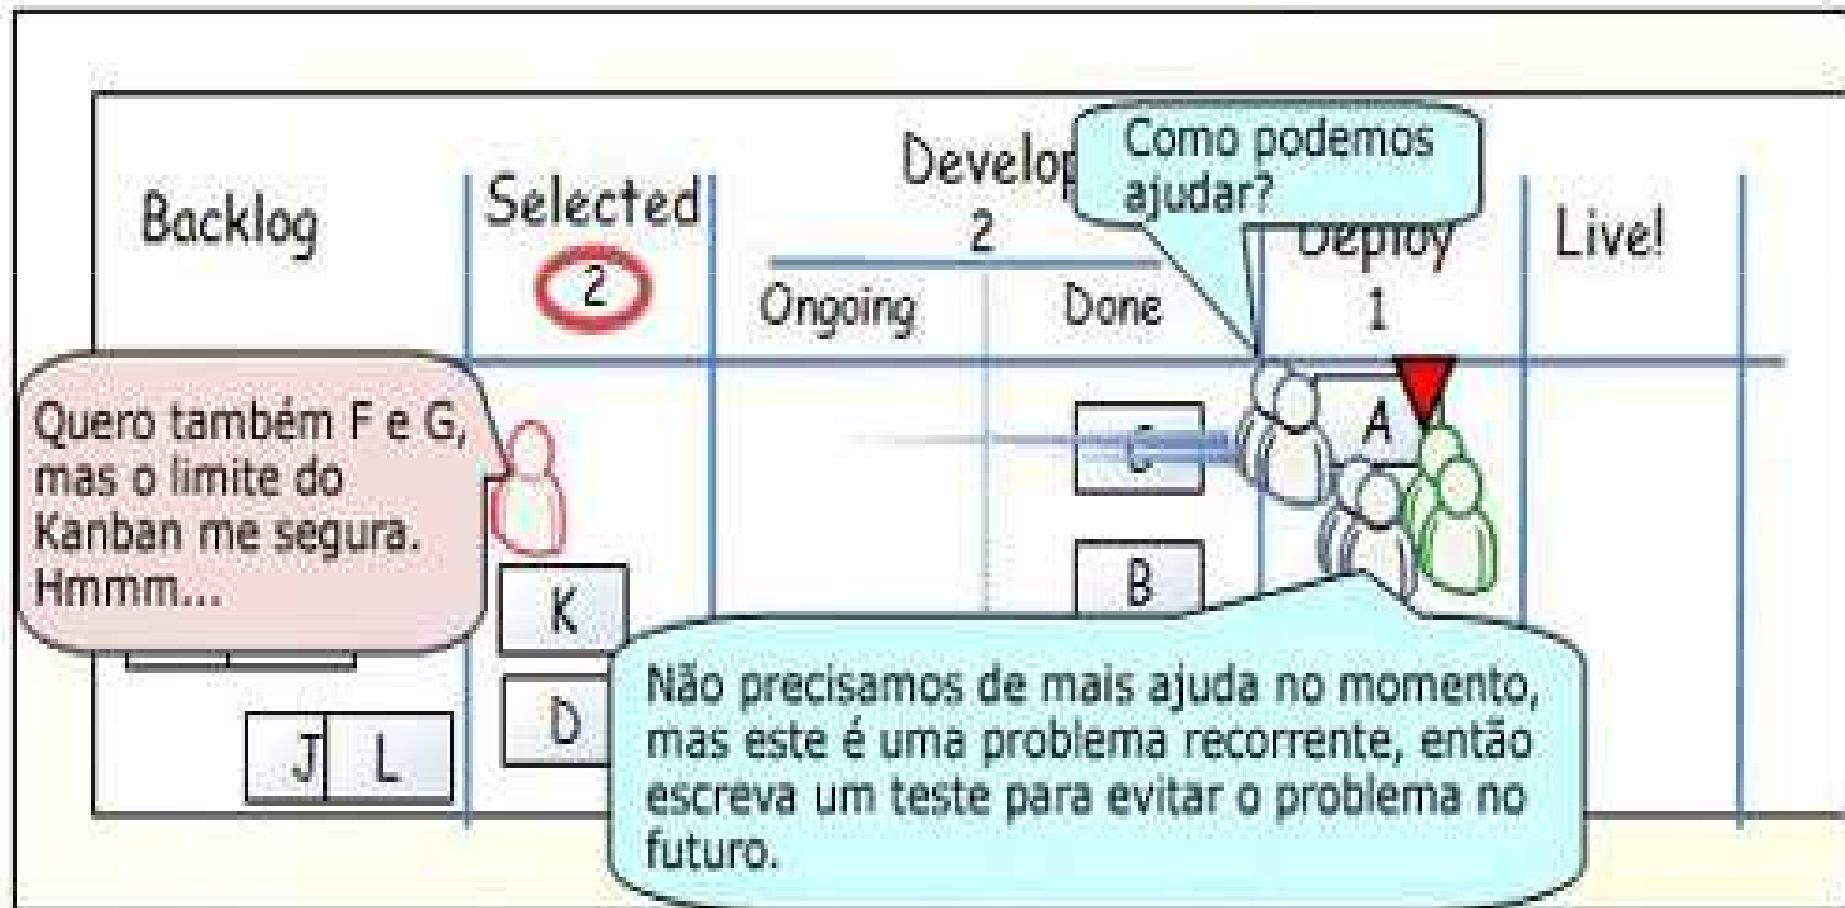 Backlog
Selected
2
Develop
2
Ongoing
Done
Como podemos
ajudar?
Deploy
1
Live!
Quero também F e G,
mas o limite do
Kanban me segura.
Hmmm...
A
C
B
K
D
J
L
Não precisamos de mais ajuda no momento,
mas este é uma problema recorrente, então
escreva um teste para evitar o problema no
futuro.